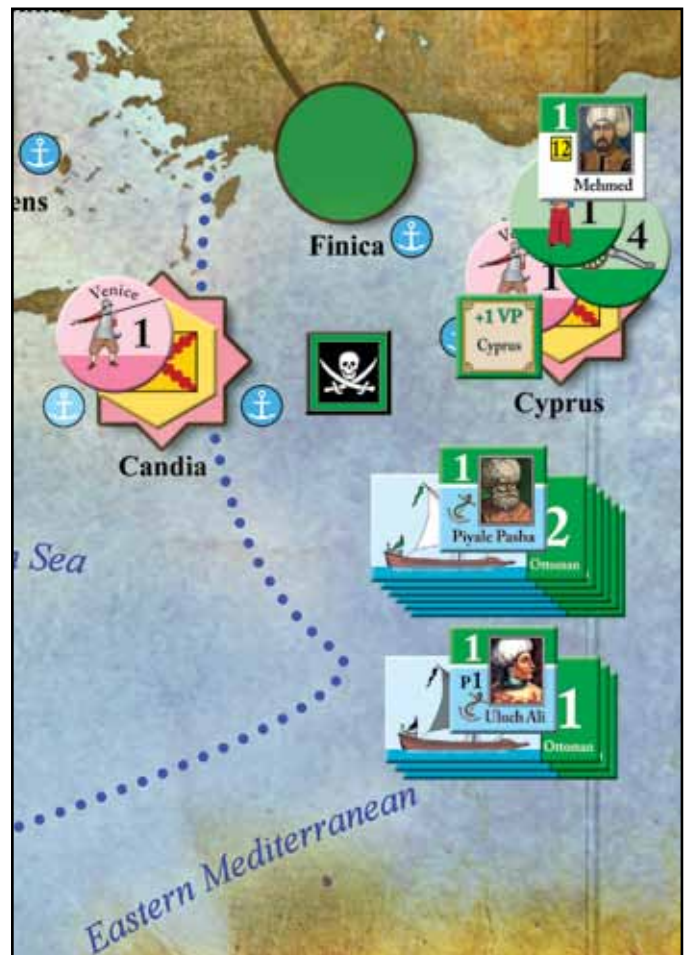 1
12
Mehmed
ens
Finica
1
4
Venice
1
1
+1 VP
Cyprus
Cyprus
Candia
n Sea
1
Piyale Pasha
2
Ottoman
1
P1
Uluch Ali
1
Ottoman
Eastern Mediterranean